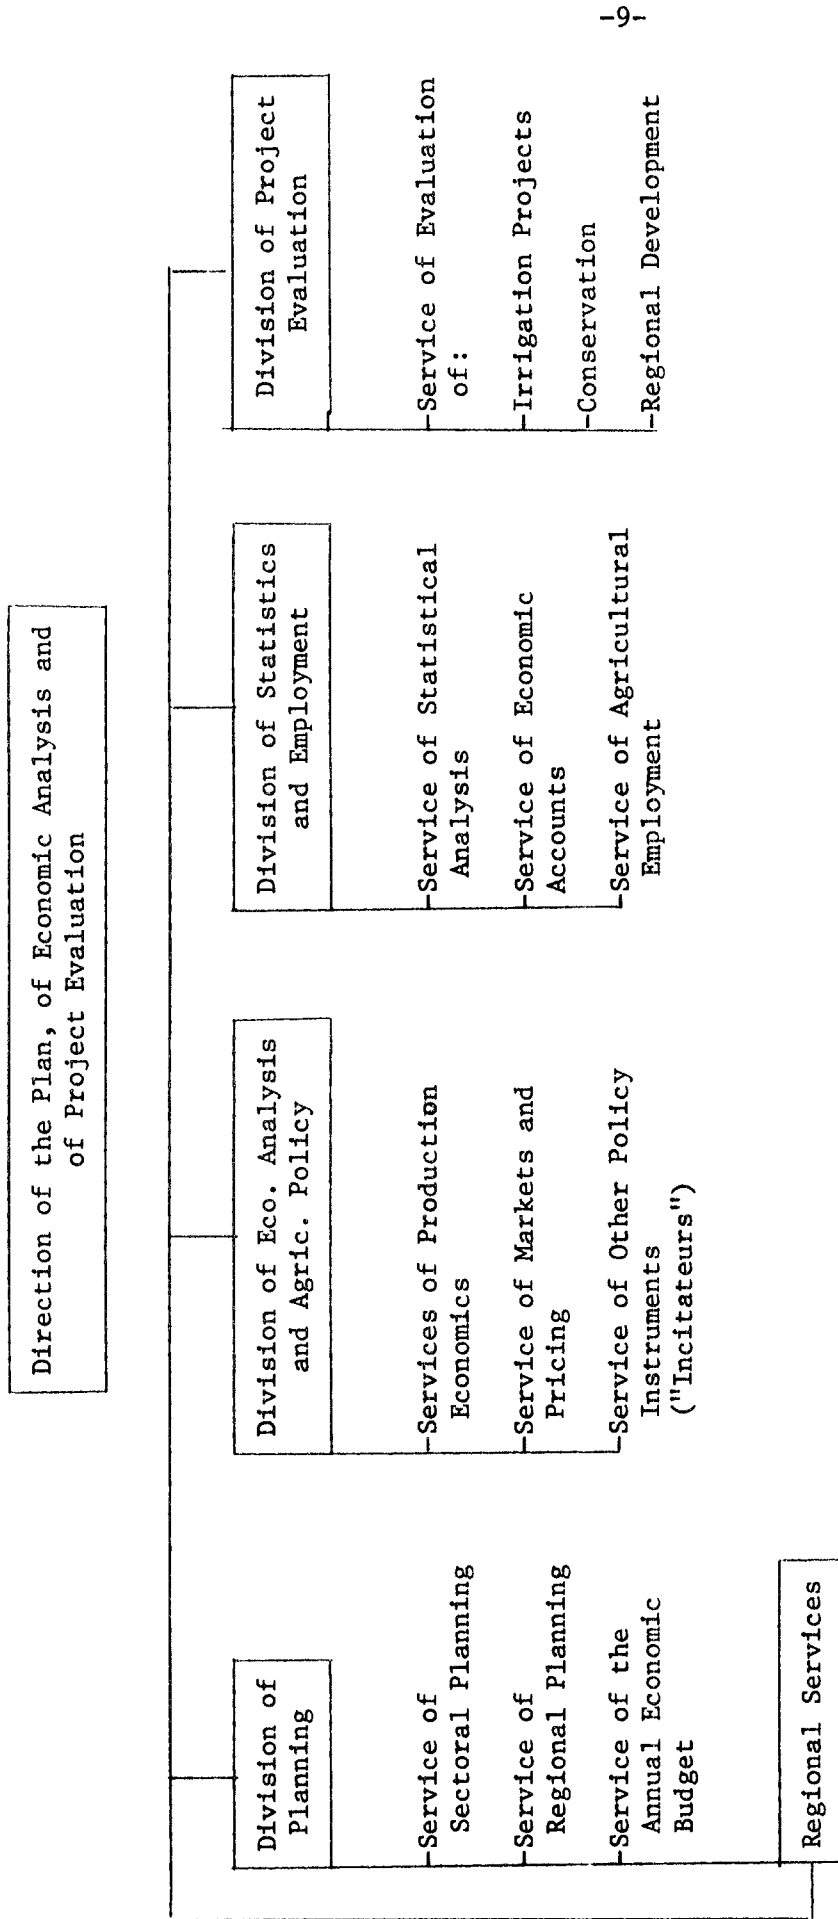 -9-
Direction of the Plan, of Economic Analysis and
of Project Evaluation
Division of
Planning
-Service of
Sectoral Planning
-Service of
Regional Planning
-Service of the
Annual Economic
Budget
Regional Services
Division of Eco. Analysis
and Agric. Policy
-Services of Production
Economics
-Service of Markets and
Pricing
-Service of Other Policy
Instruments
("Incitateurs")
Division of Statistics
and Employment
-Service of Statistical
Analysis
-Service of Economic
Accounts
-Service of Agricultural
Employment
Division of Project
Evaluation
-Service of Evaluation
of:
-Irrigation Projects
-Conservation
-Regional Development